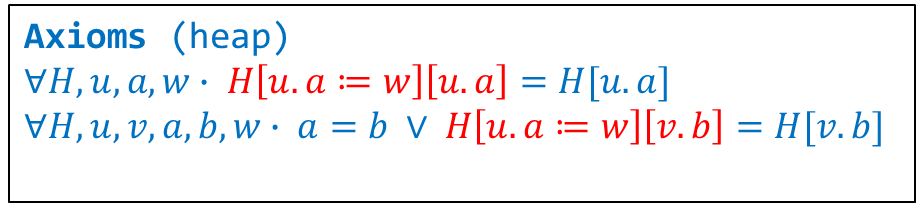 Axioms (heap)
∀H, u, a, w · H[u. a ≔ w][u. a] = H[u. a]
∀H, u, v, a, b, w · a = b ∨ H[u. a ≔ w][v. b] = H[v. b]